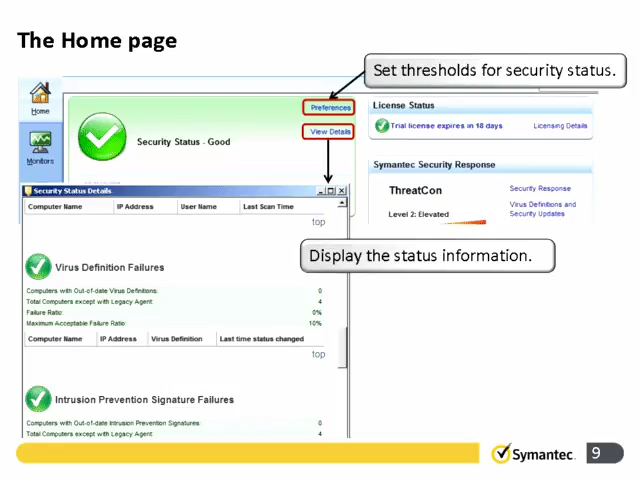 The Home page
Set thresholds for security status.
Home
Monitors
Preferences
View Details
Security Status - Good
License Status
Trial license expires in 18 days
Licensing Details
Symantec Security Response
ThreatCon
Level 2: Elevated
Security Response
Virus Definitions and
Security Updates
Security Status Details
Computer Name IP Address User Name Last Scan Time
top
Display the status information.
Virus Definition Failures
Computers with Out-of-date Virus Definitions: 0
Total Computers except with Legacy Agent: 4
Failure Ratio: 0%
Maximum Acceptable Failure Ratio: 10%
Computer Name IP Address Virus Definition Last time status changed
top
Intrusion Prevention Signature Failures
Computers with Out-of-date Intrusion Prevention Signatures: 0
Total Computers except with Legacy Agent: 4
Symantec.
9